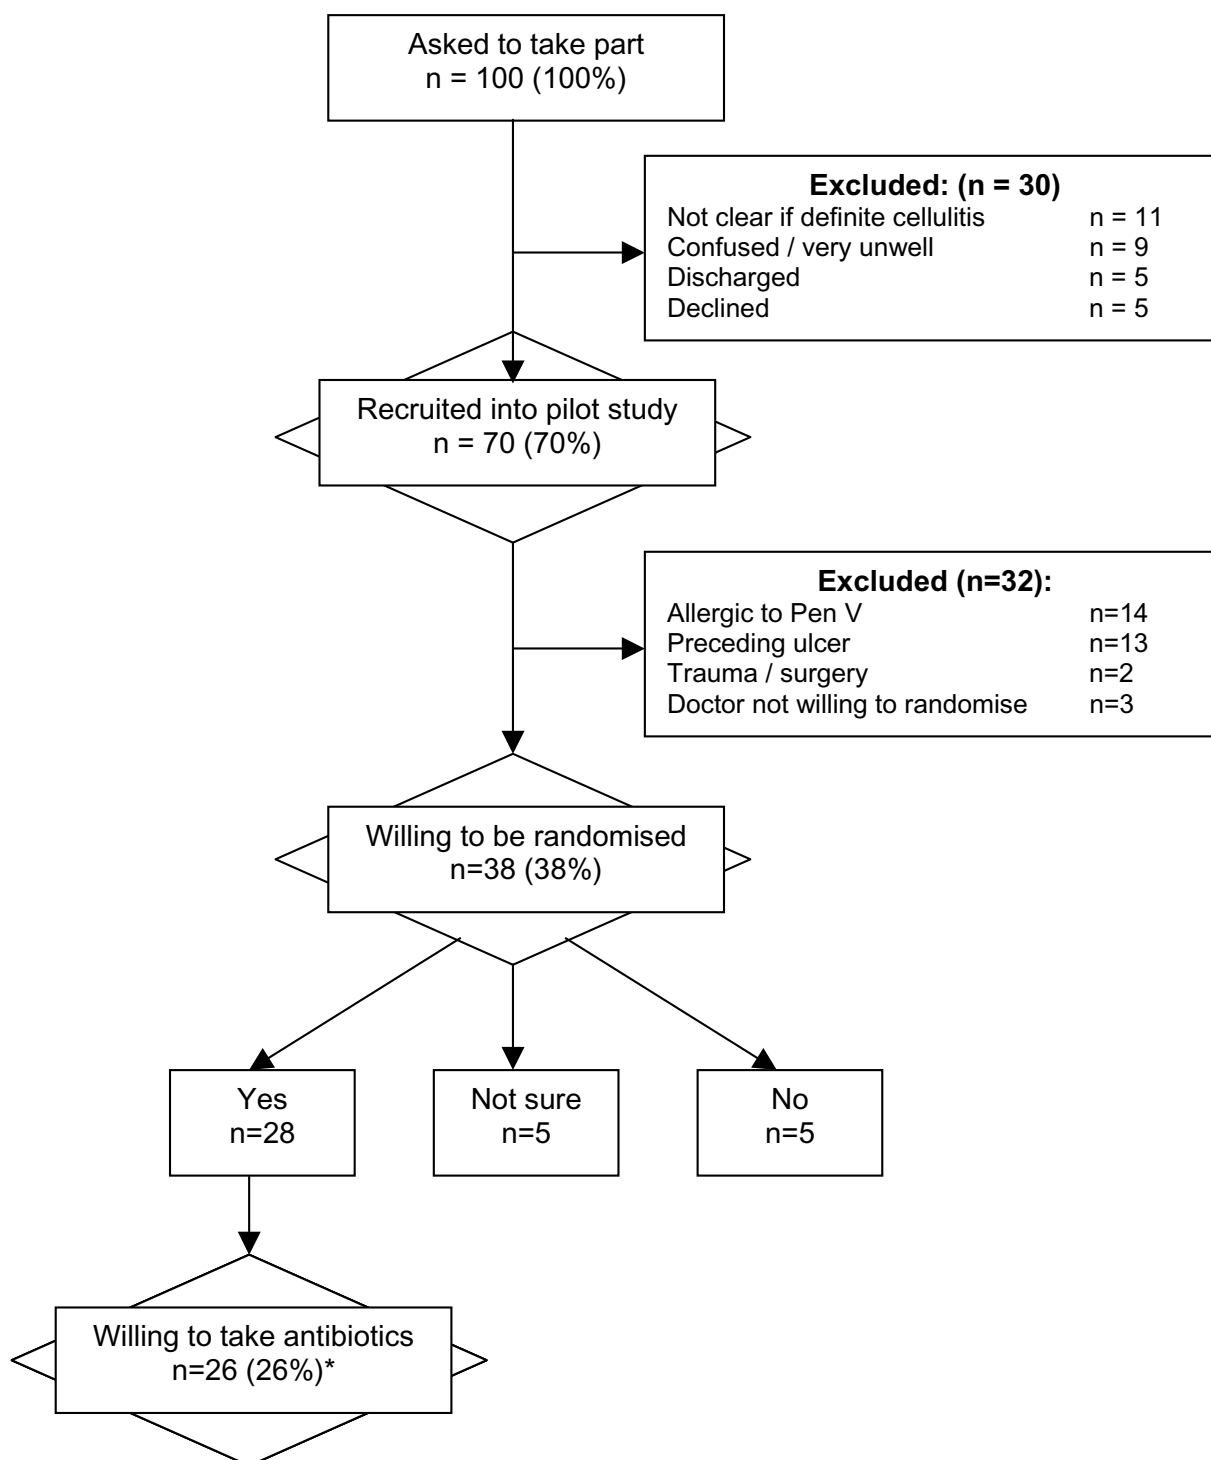 Asked to take part
n = 100 (100%)
Excluded: (n = 30)
Not clear if definite cellulitis n = 11
Confused / very unwell n = 9
Discharged n = 5
Declined n = 5
Recruited into pilot study
n = 70 (70%)
Excluded (n=32):
Allergic to Pen V n=14
Preceding ulcer n=13
Trauma / surgery n=2
Doctor not willing to randomise n=3
Willing to be randomised
n=38 (38%)
Yes
n=28
Not sure
n=5
No
n=5
Willing to take antibiotics
n=26 (26%)*